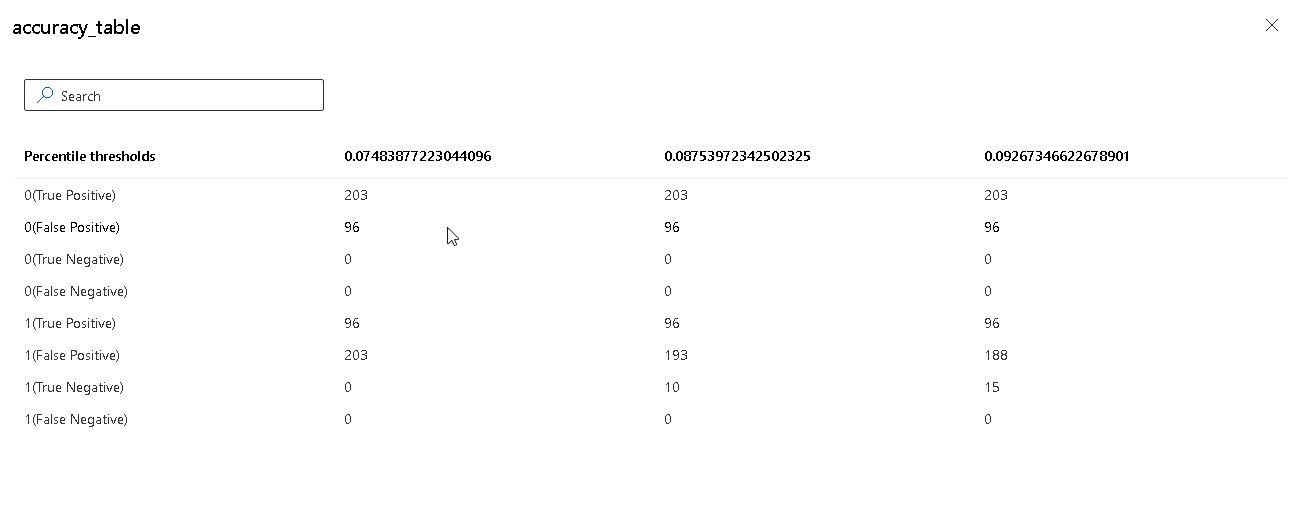 accuracy_table
Search
Percentile thresholds 0.07483877223044096 0.08753972342502325 0.09267346622678901
0(True Positive) 203 203 203
0(False Positive) 96 96 96
0(True Negative) 0 0 0
0(False Negative) 0 0 0
1(True Positive) 96 96 96
1(False Positive) 203 193 188
1(True Negative) 0 10 15
1(False Negative) 0 0 0